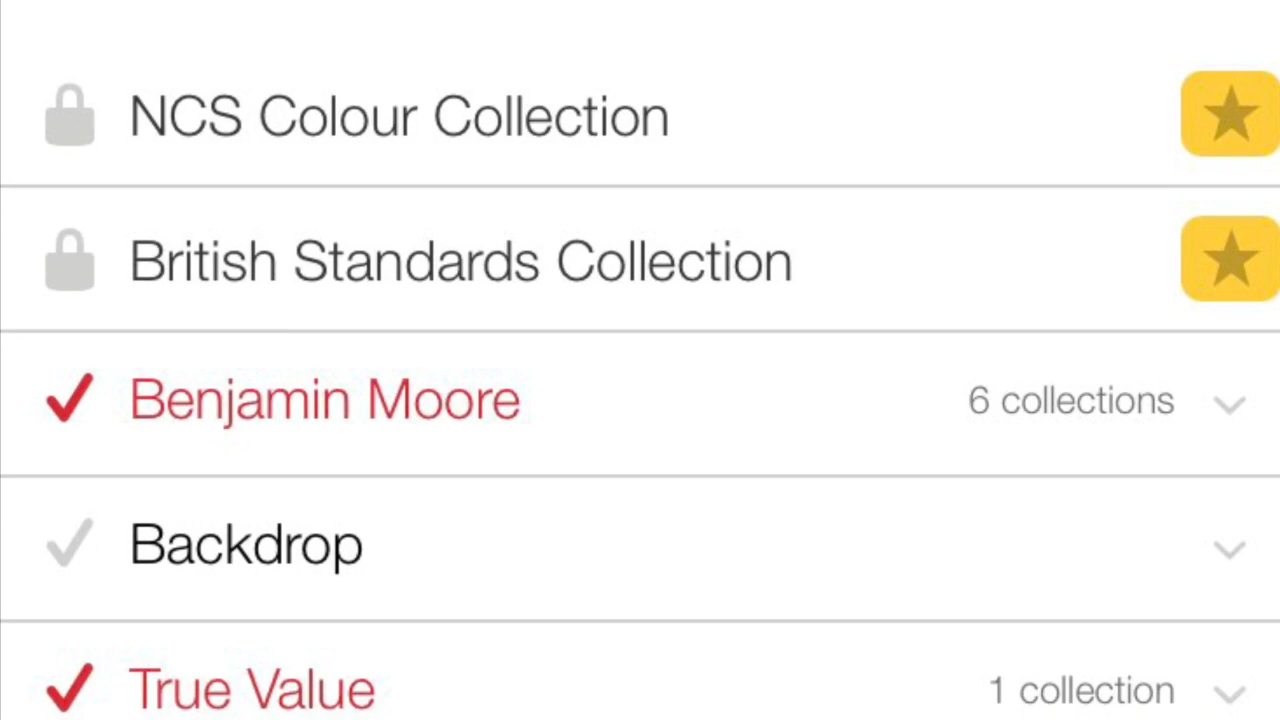 NCS Colour Collection
British Standards Collection
Benjamin Moore 6 collections
Backdrop
True Value 1 collection